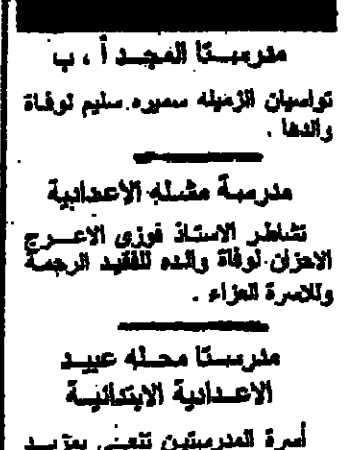 مدرستا المجد أ ، ب
تواسيان الزميله سميره سليم لوفاة
والدها .
مدرسة مشله الاعدادية
تشاطر الاستاذ فوزى الاعرج
الاحزان لوفاة والده للفقيد الرحمة
وللاسرة العزاء .
مدرستا محله عبيد
الاعدادية الابتدائية
أسرة المدرستين تنعى بمزيد